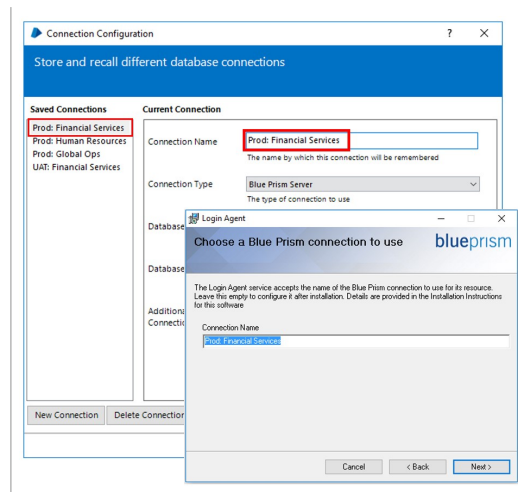 Connection Configuration
?
Store and recall different database connections
Saved Connections
Prod: Financial Services
Prod: Human Resources
Prod: Global Ops
UAT: Financial Services
Current Connection
Connection Name
Prod: Financial Services
The name by which this connection will be remembered
Connection Type
Blue Prism Server
The type of connection to use
Database
Database
Additiona
Connectio
New Connection
Delete Connection
Login Agent
Choose a Blue Prism connection to use
blueprism
The Login Agent service accepts the name of the Blue Prism connection to use for its resource.
Leave this empty to configure it after installation. Details are provided in the Installation Instructions
for this software
Connection Name
Prod: Financial Services
Cancel
< Back
Next >